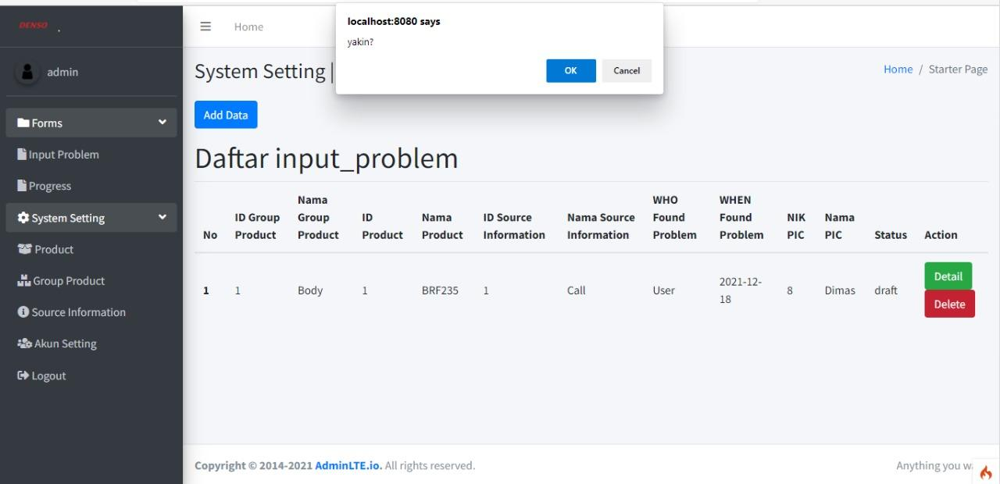 DENSO .
Home
localhost:8080 says
yakin?
OK Cancel
admin
System Setting |
Home / Starter Page
Add Data
Forms
Input Problem
Progress
System Setting
Product
Group Product
Source Information
Akun Setting
Logout
Daftar input_problem
No ID Group Product Nama Group Product ID Product Nama Product ID Source Information Nama Source Information WHO Found Problem WHEN Found Problem NIK PIC Nama PIC Status Action
1 1 Body 1 BRF235 1 Call User 2021-12-18 8 Dimas draft Detail
Delete
Copyright © 2014-2021 AdminLTE.io. All rights reserved.
Anything you